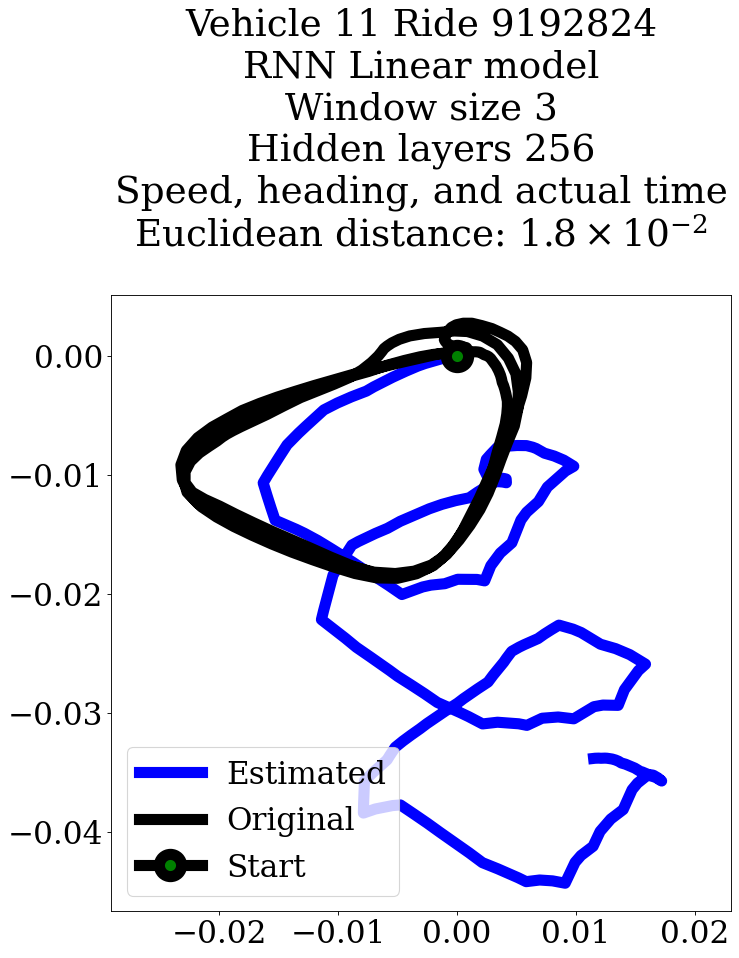 Vehicle 11 Ride 9192824
RNN Linear model
Window size 3
Hidden layers 256
Speed, heading, and actual time
Euclidean distance: 1.8 × 10⁻²
0.00
−0.01
−0.02
−0.03
−0.04
Estimated
Original
Start
−0.02 −0.01 0.00 0.01 0.02